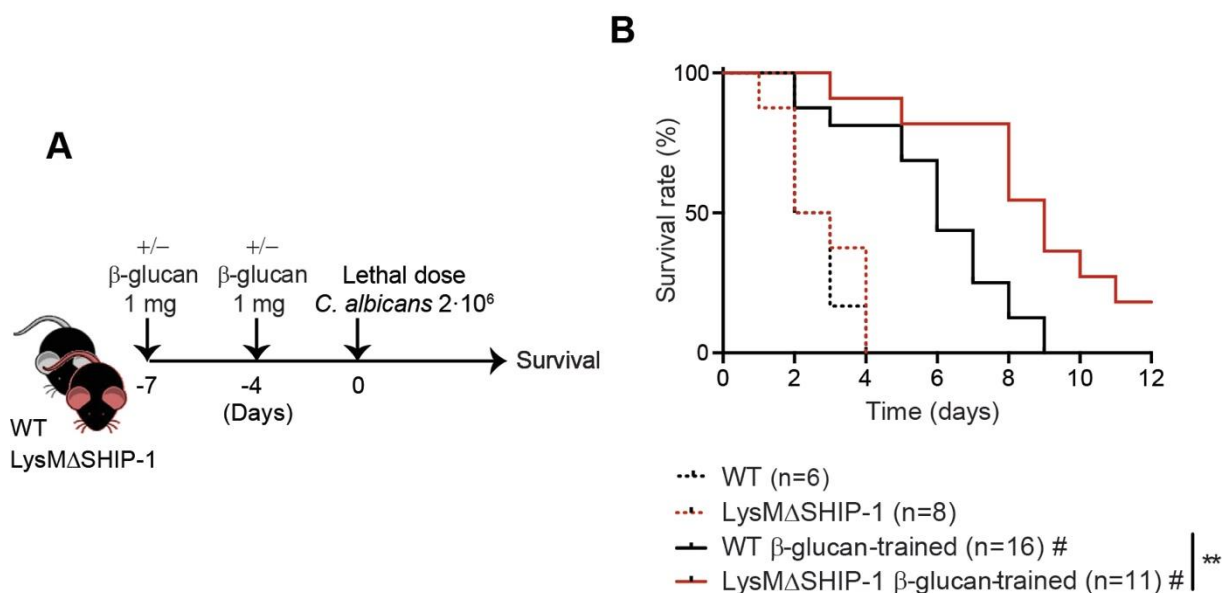 A
+/−
β-glucan
1 mg
+/−
β-glucan
1 mg
Lethal dose
C. albicans 2·10⁶
Survival
-7
-4
0
(Days)
WT
LysMΔSHIP-1
B
Survival rate (%)
100
50
0
0
2
4
6
8
10
12
Time (days)
WT (n=6)
LysMΔSHIP-1 (n=8)
WT β-glucan-trained (n=16) #
LysMΔSHIP-1 β-glucan-trained (n=11) #
**